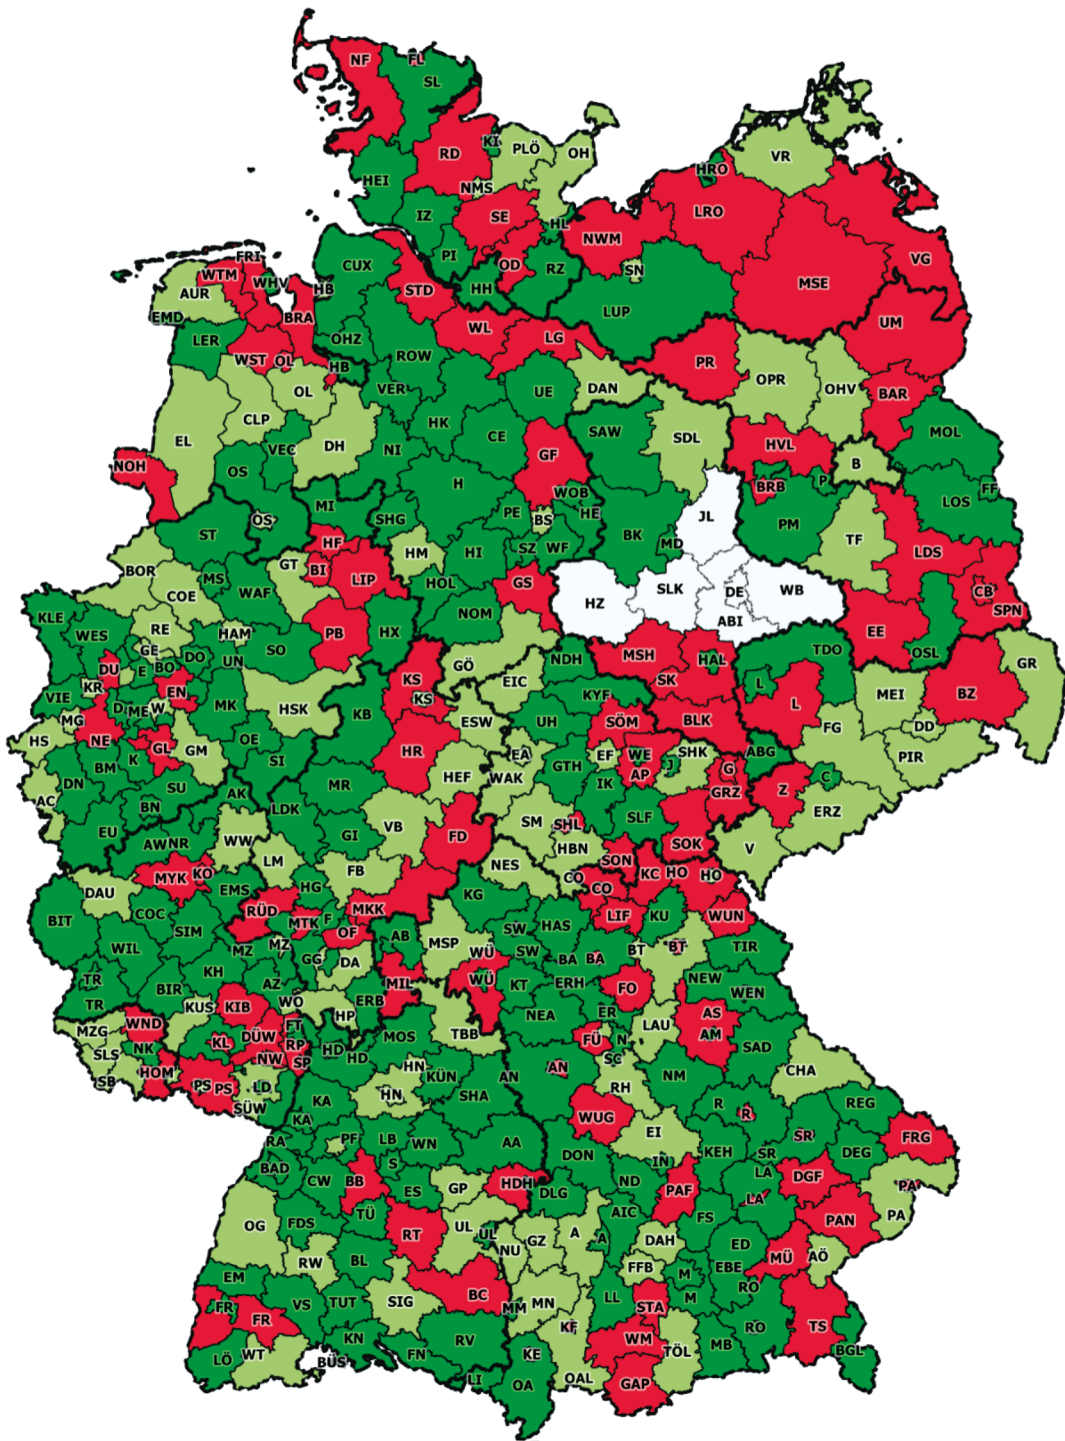 NF
FL
SL
KI
PLÖ
OH
RD
HEI
NMS
IZ
SE
HL
PI
OD
RZ
HH
VR
HRO
LRO
NWM
SN
MSE
VG
LUP
UM
FRI
WTM
WHV
AUR
EMD
CUX
HB
STD
BRA
LER
OHZ
WL
LG
WST
OL
HB
ROW
PR
OPR
OHV
BAR
OL
VER
UE
DAN
CLP
EL
HK
SAW
SDL
MOL
VEC
DH
NI
CE
HVL
B
NOH
OS
GF
BRB
P
LOS
FF
H
WOB
MI
SHG
PE
HE
JL
PM
ST
OS
BS
BK
MD
TF
LDS
HF
HM
HI
SZ
WF
BOR
GT
BI
LIP
CB
SPN
COE
MS
WAF
HOL
GS
HZ
SLK
DE
WB
ABI
KLE
WES
RE
HAM
PB
HX
NOM
EE
OSL
GE
DU
E
BO
DO
UN
SO
MSH
HAL
TDO
GÖ
NDH
SK
L
GR
KR
EN
VIE
D
ME
W
MK
HSK
KS
KS
EIC
KYF
L
MEI
BZ
MG
NE
GL
GM
OE
KB
ESW
UH
SÖM
BLK
FG
DD
HS
BM
K
SI
HR
EA
EF
WE
SHK
ABG
PIR
DN
SU
AK
MR
HEF
WAK
GTH
AP
J
G
GRZ
Z
C
ERZ
AC
BN
LDK
IK
EU
GI
VB
FD
SM
SHL
SLF
SOK
V
AW
NR
WW
LM
FB
HBN
SON
MYK
KO
NES
CO
CO
KC
HO
HO
DAU
EMS
HG
KG
LIF
KU
WUN
BIT
COC
RÜD
MTK
F
OF
MKK
SW
HAS
SIM
AB
MSP
BT
BT
TIR
WIL
MZ
MZ
GG
DA
WÜ
SW
BA
BA
TR
KH
AZ
MIL
WÜ
KT
ERH
FO
NEW
WEN
TR
BIR
WO
ERB
KUS
KIB
HP
NEA
ER
AS
MZG
WND
FT
MOS
TBB
LAU
AM
SLS
NK
KL
DÜW
RP
HD
HD
FÜ
N
SC
SAD
NW
SP
SB
HOM
PS
PS
LD
HN
HN
KÜN
AN
AN
RH
NM
CHA
SÜW
KA
SHA
WUG
R
R
REG
KA
EI
RA
PF
LB
WN
AA
SR
FRG
BAD
S
DON
IN
KEH
SR
DEG
CW
BB
ES
GP
HDH
DLG
ND
PAF
LA
DGF
PA
OG
FDS
TÜ
UL
UL
AIC
LA
PA
RT
NU
GZ
A
A
DAH
FS
PAN
RW
BL
ED
MÜ
AÖ
EM
FFB
M
EBE
FR
FR
VS
TUT
SIG
BC
MM
MN
LL
STA
M
RO
TS
KF
WM
RO
LÖ
WT
KN
BÜS
FN
RV
LI
KE
OA
OAL
GAP
TÖL
MB
BGL